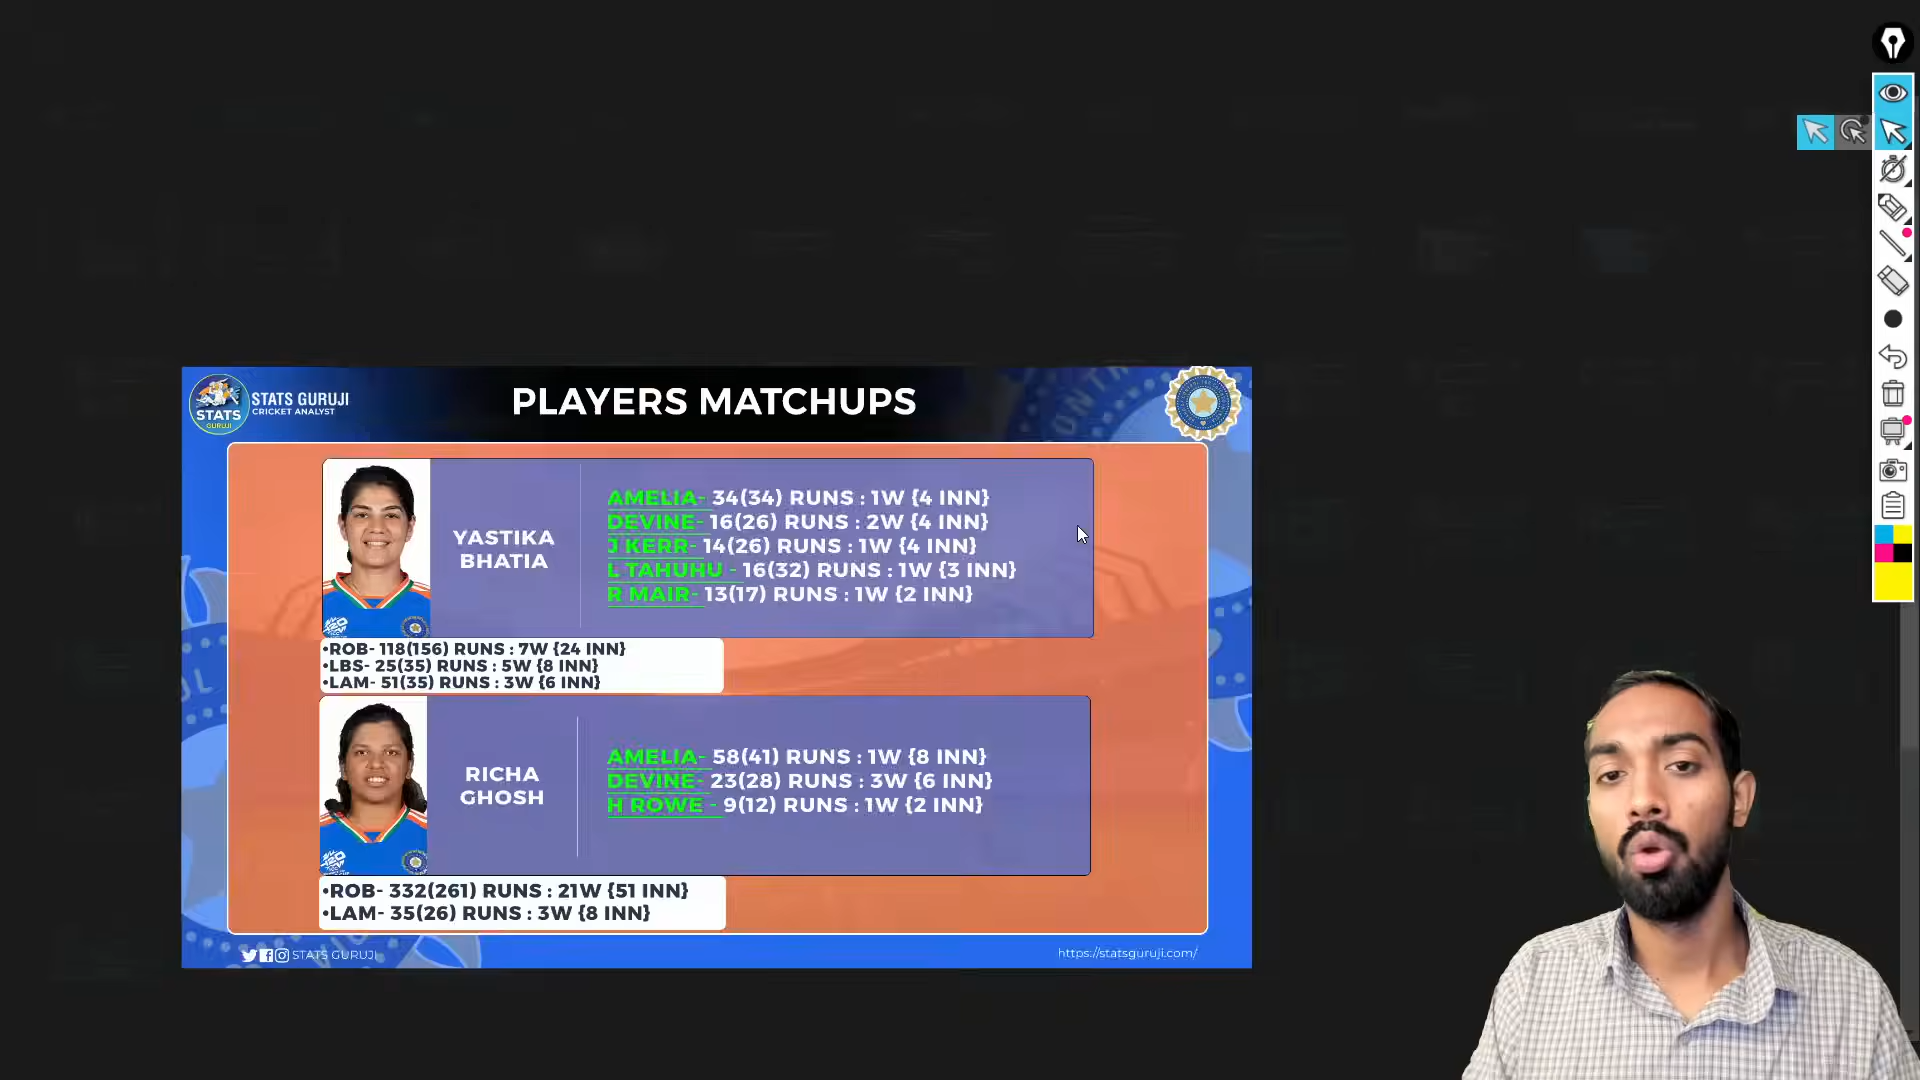 STATS GURUJI
CRICKET ANALYST
STATS
GURUJI
PLAYERS MATCHUPS
YASTIKA
BHATIA
AMELIA- 34(34) RUNS : 1W {4 INN}
DEVINE- 16(26) RUNS : 2W {4 INN}
J KERR- 14(26) RUNS : 1W {4 INN}
L TAHUHU - 16(32) RUNS : 1W {3 INN}
R MAIR- 13(17) RUNS : 1W {2 INN}
•ROB- 118(156) RUNS : 7W {24 INN}
•LBS- 25(35) RUNS : 5W {8 INN}
•LAM- 51(35) RUNS : 3W {6 INN}
RICHA
GHOSH
AMELIA- 58(41) RUNS : 1W {8 INN}
DEVINE- 23(28) RUNS : 3W {6 INN}
H ROWE - 9(12) RUNS : 1W {2 INN}
•ROB- 332(261) RUNS : 21W {51 INN}
•LAM- 35(26) RUNS : 3W {8 INN}
STATS GURUJI
https://statsguruji.com/